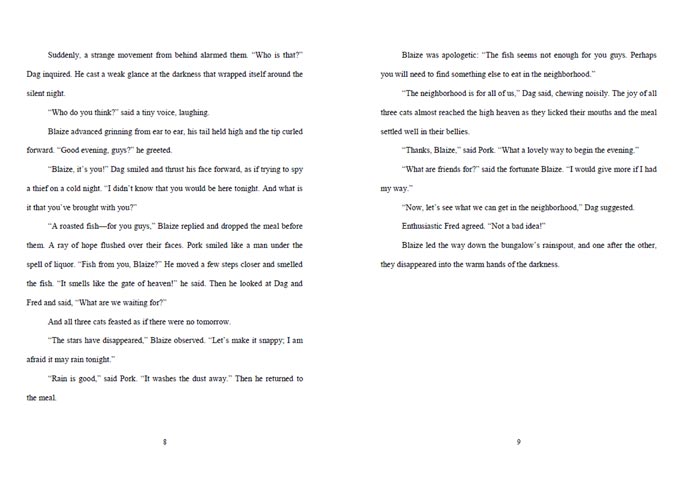 Suddenly, a strange movement from behind alarmed them. “Who is that?”
Dag inquired. He cast a weak glance at the darkness that wrapped itself around the
silent night.
“Who do you think?” said a tiny voice, laughing.
Blaize advanced grinning from ear to ear, his tail held high and the tip curled
forward. “Good evening, guys?” he greeted.
“Blaize, it’s you!” Dag smiled and thrust his face forward, as if trying to spy
a thief on a cold night. “I didn’t know that you would be here tonight. And what is
it that you’ve brought with you?”
“A roasted fish—for you guys,” Blaize replied and dropped the meal before
them. A ray of hope flushed over their faces. Pork smiled like a man under the
spell of liquor. “Fish from you, Blaize?” He moved a few steps closer and smelled
the fish. “It smells like the gate of heaven!” he said. Then he looked at Dag and
Fred and said, “What are we waiting for?”
And all three cats feasted as if there were no tomorrow.
“The stars have disappeared,” Blaize observed. “Let’s make it snappy; I am
afraid it may rain tonight.”
“Rain is good,” said Pork. “It washes the dust away.” Then he returned to
the meal.
8
Blaize was apologetic: “The fish seems not enough for you guys. Perhaps
you will need to find something else to eat in the neighborhood.”
“The neighborhood is for all of us,” Dag said, chewing noisily. The joy of all
three cats almost reached the high heaven as they licked their mouths and the meal
settled well in their bellies.
“Thanks, Blaize,” said Pork. “What a lovely way to begin the evening.”
“What are friends for?” said the fortunate Blaize. “I would give more if I had
my way.”
“Now, let’s see what we can get in the neighborhood,” Dag suggested.
Enthusiastic Fred agreed. “Not a bad idea!”
Blaize led the way down the bungalow’s rainspout, and one after the other,
they disappeared into the warm hands of the darkness.
9